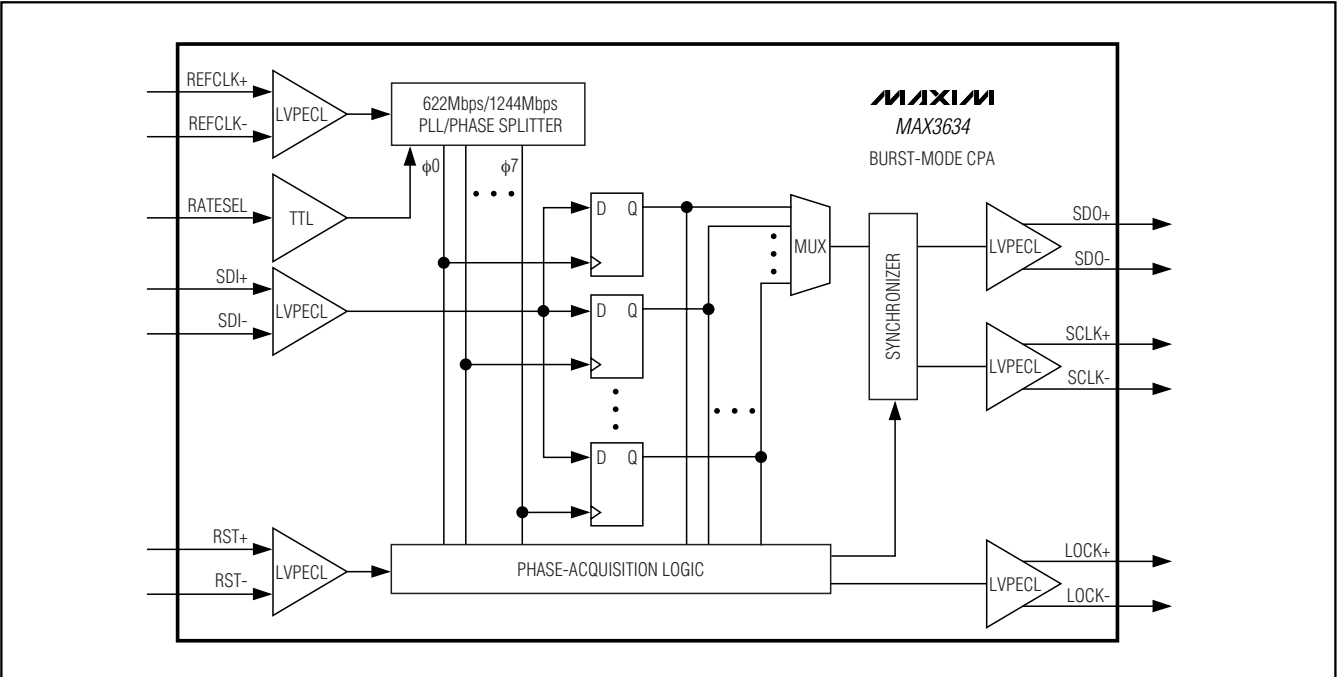 REFCLK+
REFCLK-
LVPECL
622Mbps/1244Mbps
PLL/PHASE SPLITTER
MAXIM
MAX3634
BURST-MODE CPA
RATESEL
TTL
ϕ0
ϕ7
SDI+
SDI-
LVPECL
D Q
D Q
D Q
MUX
SYNCHRONIZER
LVPECL
SDO+
SDO-
LVPECL
SCLK+
SCLK-
RST+
RST-
LVPECL
PHASE-ACQUISITION LOGIC
LVPECL
LOCK+
LOCK-